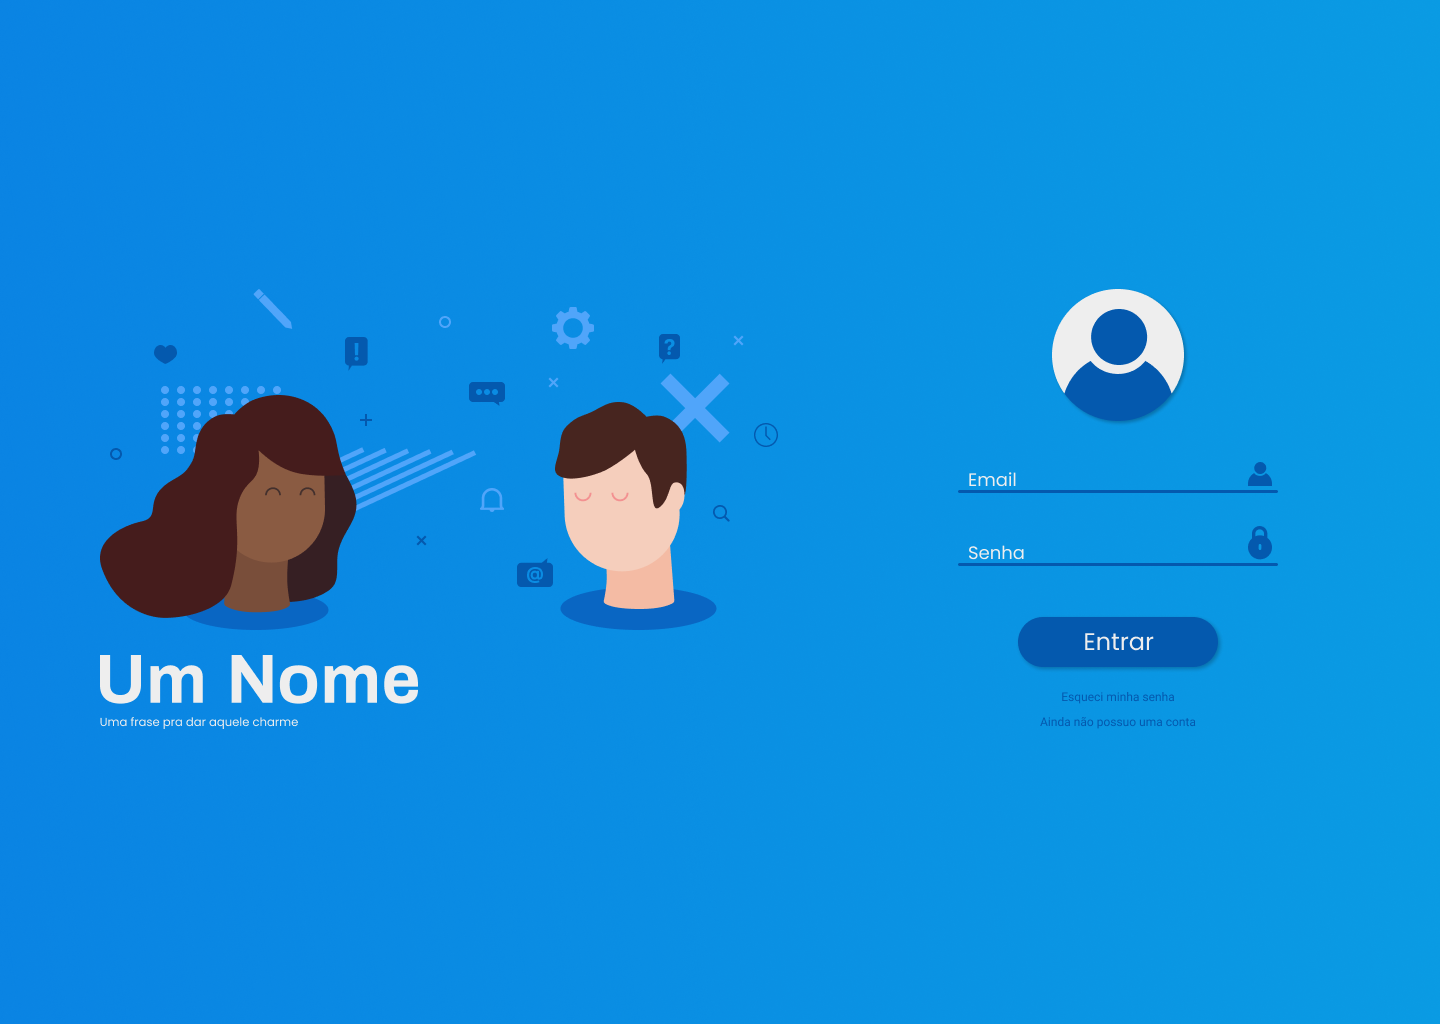 !
?
@
Um Nome
Uma frase pra dar aquele charme
Email
Senha
Entrar
Esqueci minha senha
Ainda não possuo uma conta